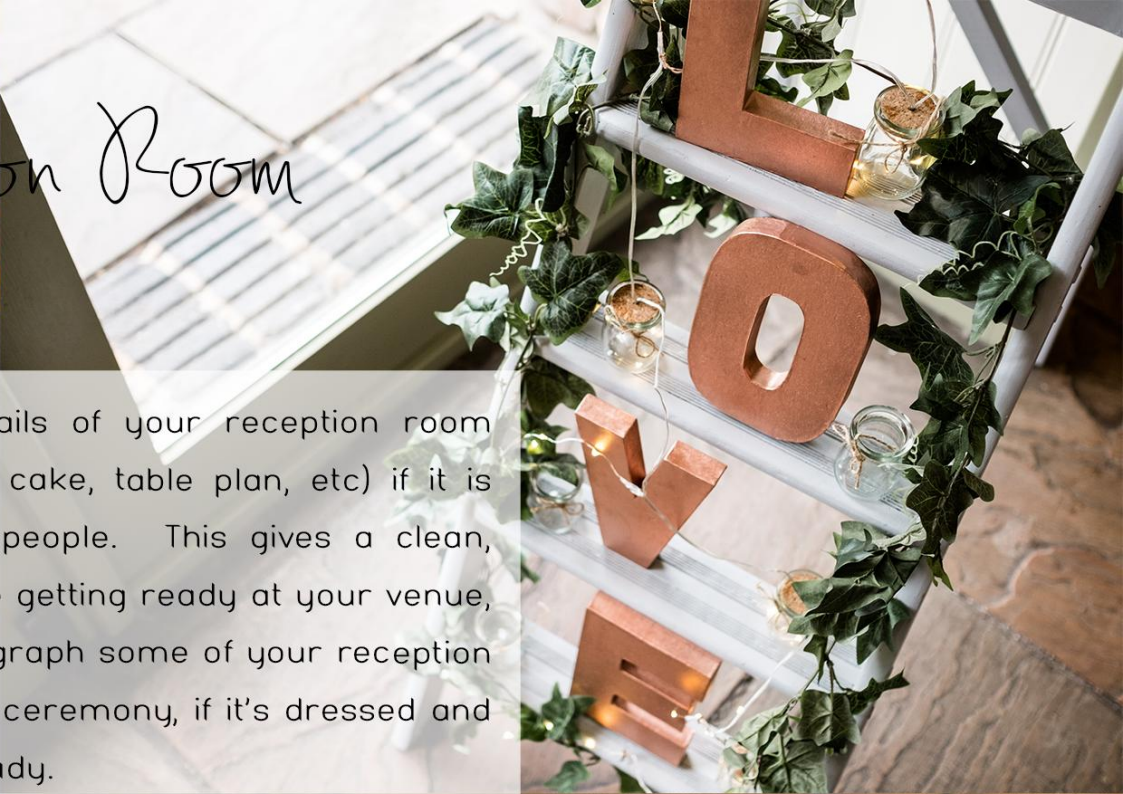 on Room
ails of your reception room
cake, table plan, etc) if it is
people. This gives a clean,
getting ready at your venue,
graph some of your reception
ceremony, if it's dressed and
ady.
L
O
V
E